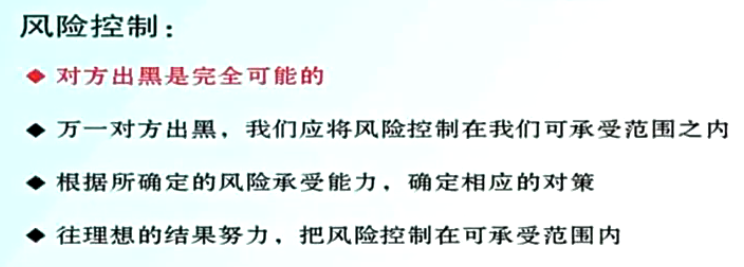 风险控制：
◆ 对方出黑是完全可能的
◆ 万一对方出黑，我们应将风险控制在我们可承受范围之内
◆ 根据所确定的风险承受能力，确定相应的对策
◆ 往理想的结果努力，把风险控制在可承受范围内